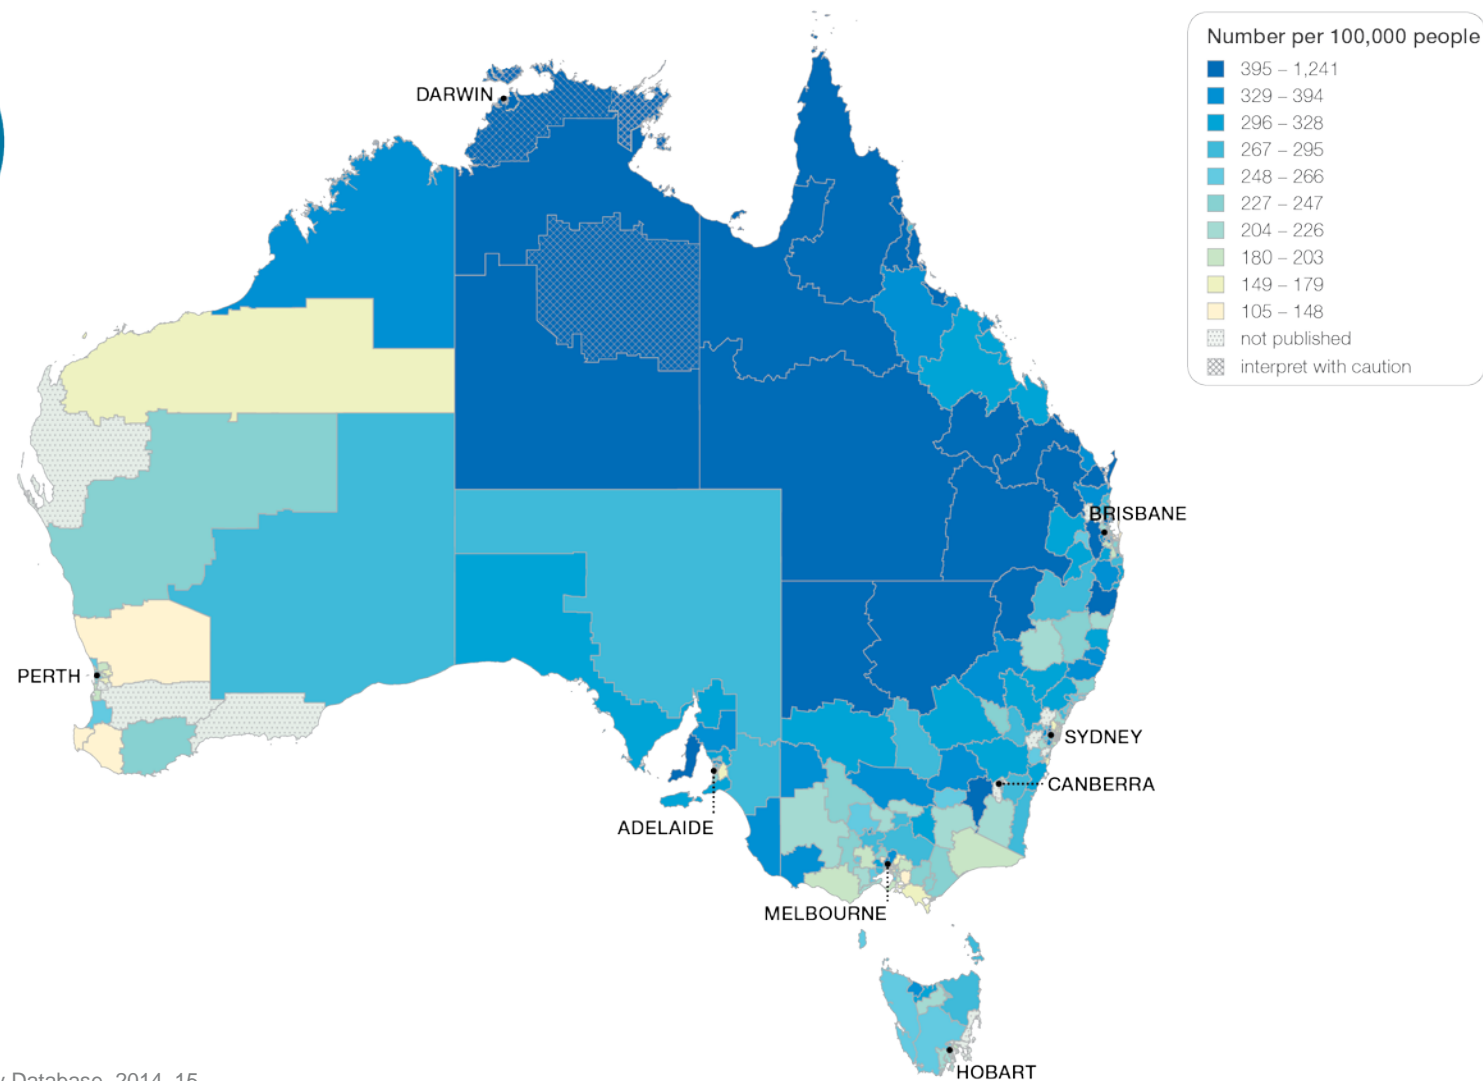 Number per 100,000 people
395 – 1,241
329 – 394
296 – 328
267 – 295
248 – 266
227 – 247
204 – 226
180 – 203
149 – 179
105 – 148
not published
interpret with caution
DARWIN
BRISBANE
PERTH
SYDNEY
CANBERRA
ADELAIDE
MELBOURNE
HOBART
Database, 2014–15